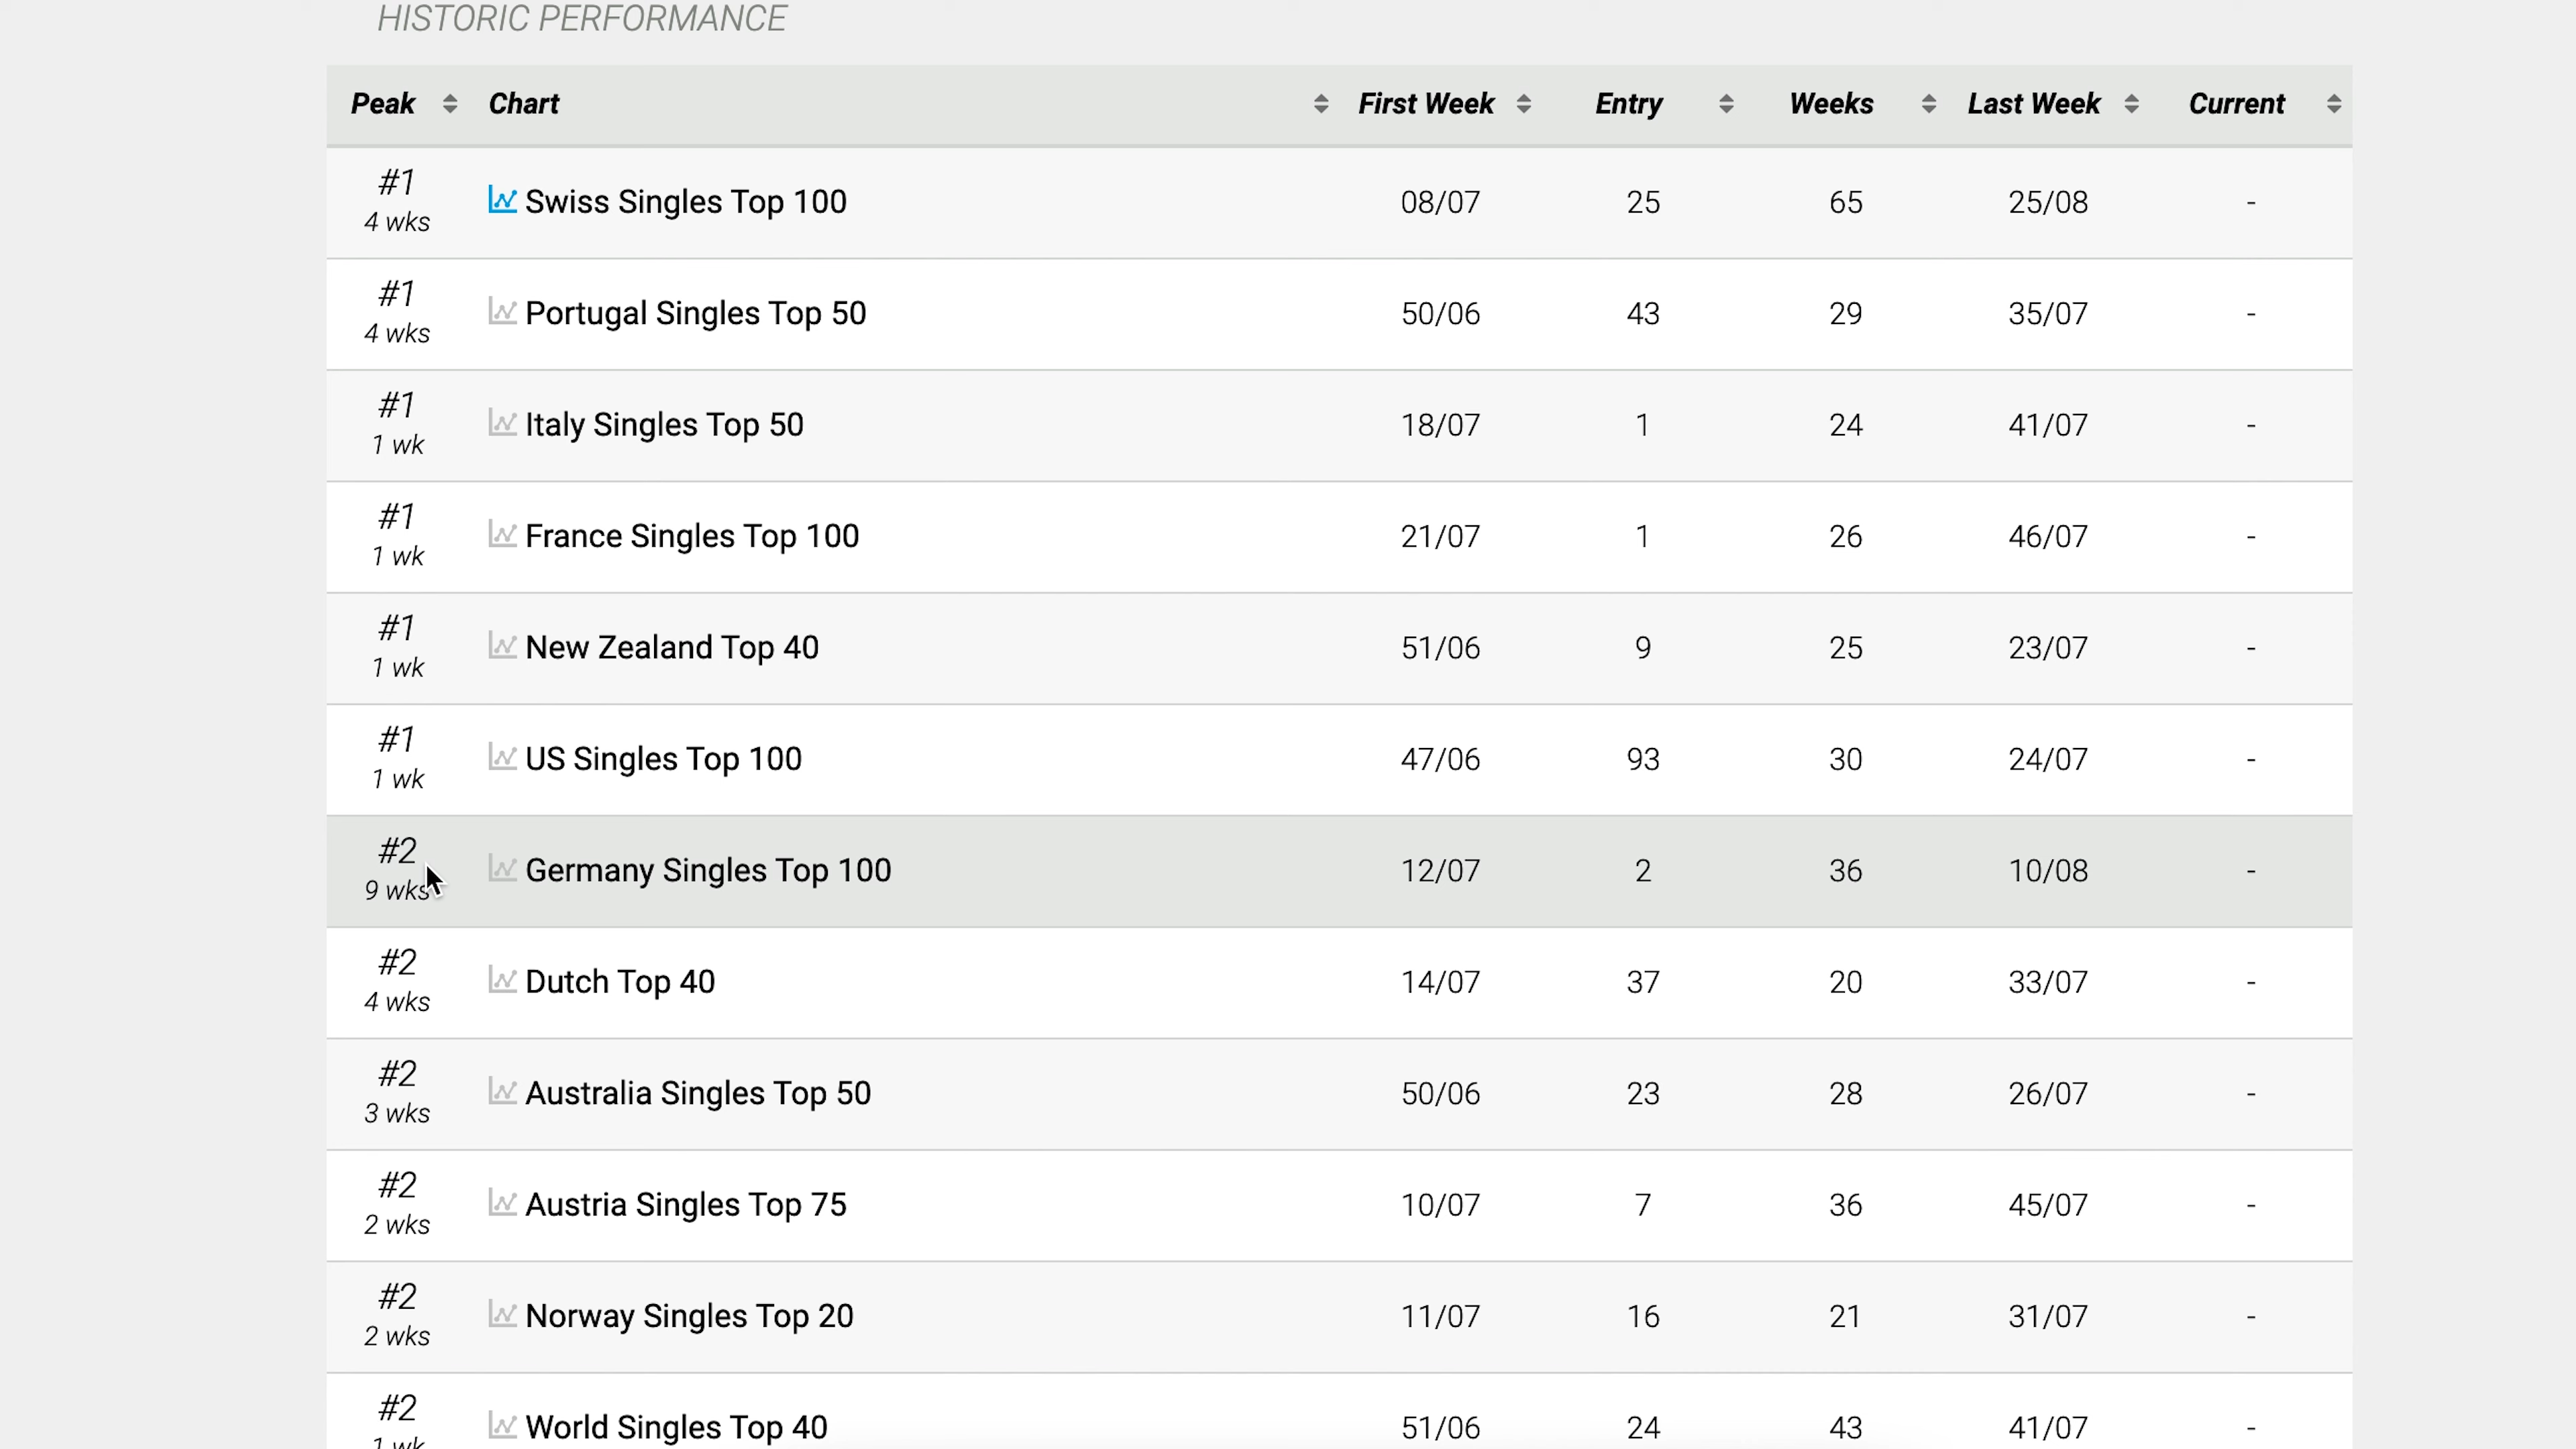 HISTORIC PERFORMANCE
Peak Chart First Week Entry Weeks Last Week Current
#1
4 wks
Swiss Singles Top 100 08/07 25 65 25/08 -
#1
4 wks
Portugal Singles Top 50 50/06 43 29 35/07 -
#1
1 wk
Italy Singles Top 50 18/07 1 24 41/07 -
#1
1 wk
France Singles Top 100 21/07 1 26 46/07 -
#1
1 wk
New Zealand Top 40 51/06 9 25 23/07 -
#1
1 wk
US Singles Top 100 47/06 93 30 24/07 -
#2
9 wks
Germany Singles Top 100 12/07 2 36 10/08 -
#2
4 wks
Dutch Top 40 14/07 37 20 33/07 -
#2
3 wks
Australia Singles Top 50 50/06 23 28 26/07 -
#2
2 wks
Austria Singles Top 75 10/07 7 36 45/07 -
#2
2 wks
Norway Singles Top 20 11/07 16 21 31/07 -
#2
1 wk
World Singles Top 40 51/06 24 43 41/07 -